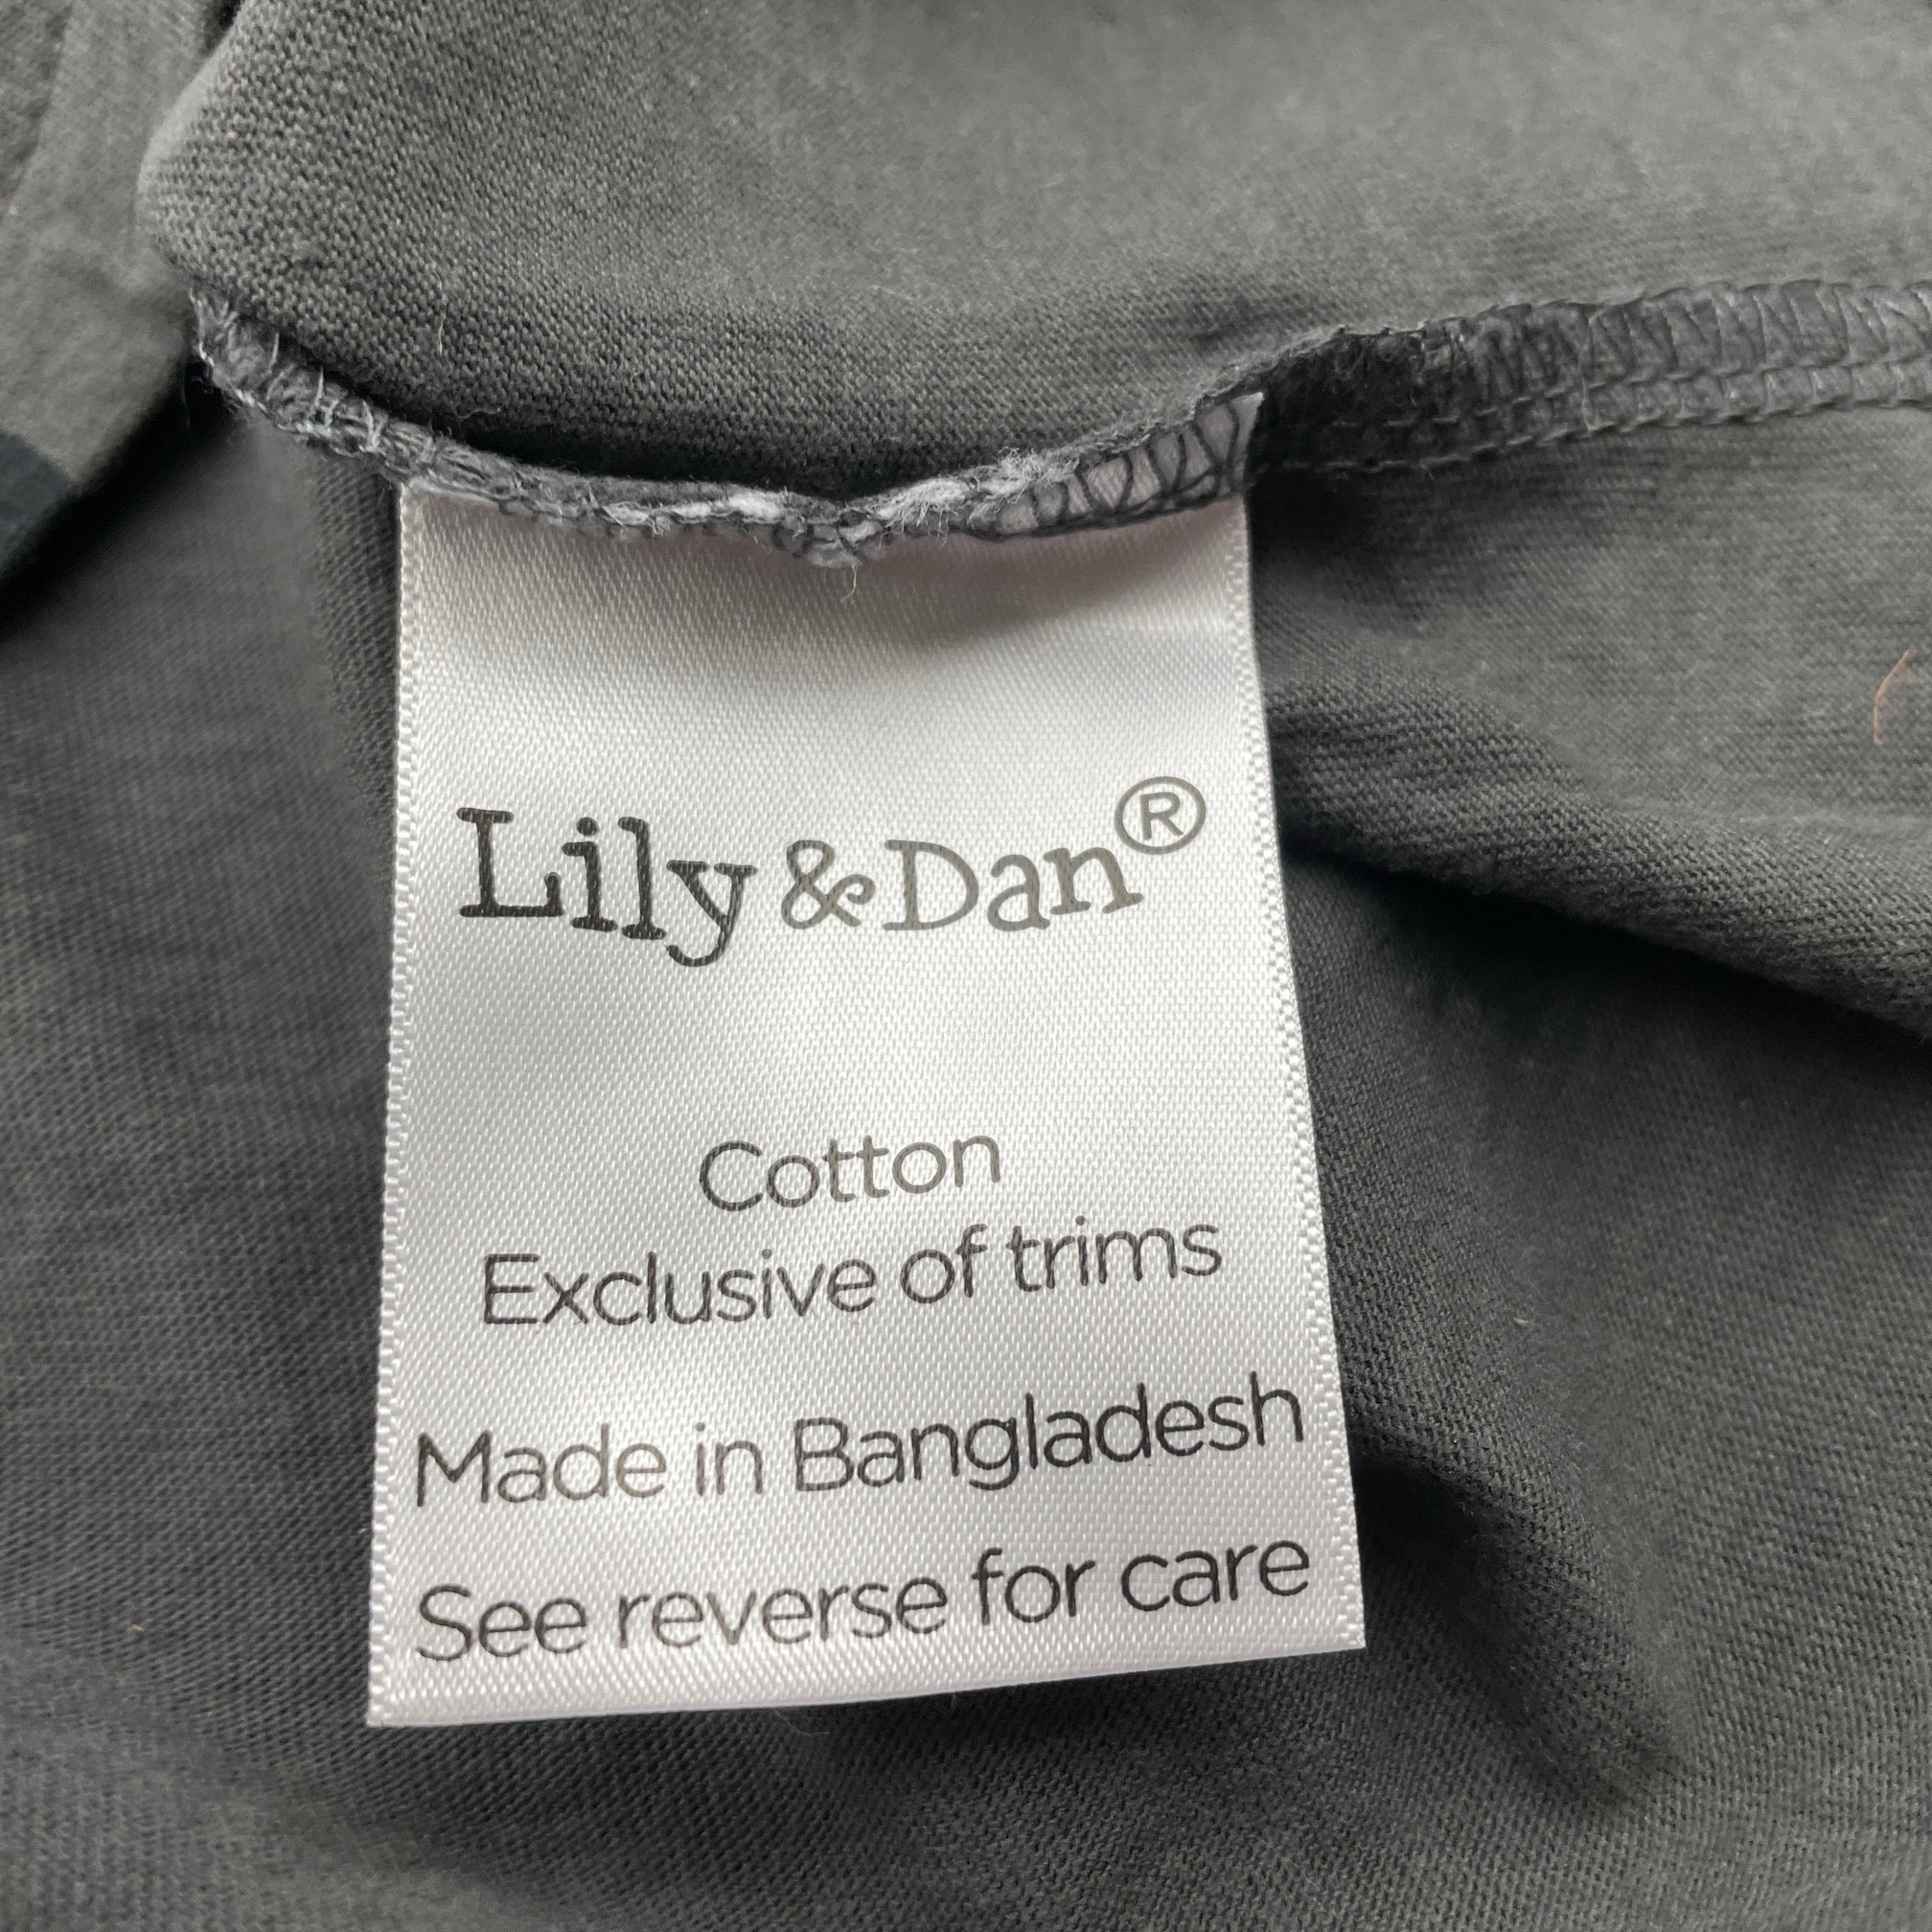 Lily & Dan®
Cotton
Exclusive of trims
Made in Bangladesh
See reverse for care